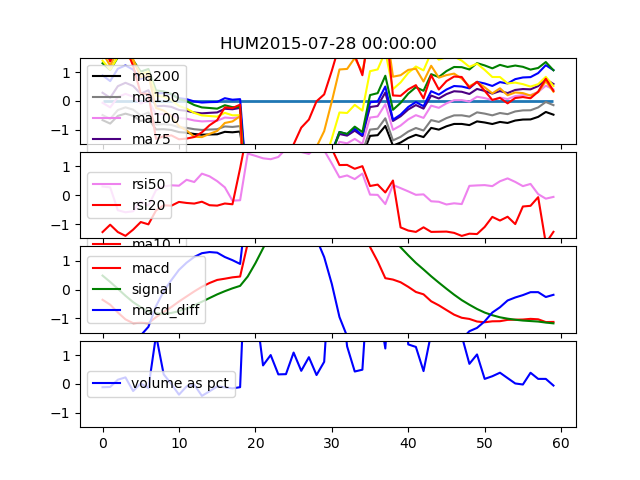 HUM2015-07-28 00:00:00
1
0
−1
ma200
ma150
ma100
ma75
1
0
−1
rsi50
rsi20
ma10
1
0
−1
macd
signal
macd_diff
1
0
−1
volume as pct
0 10 20 30 40 50 60